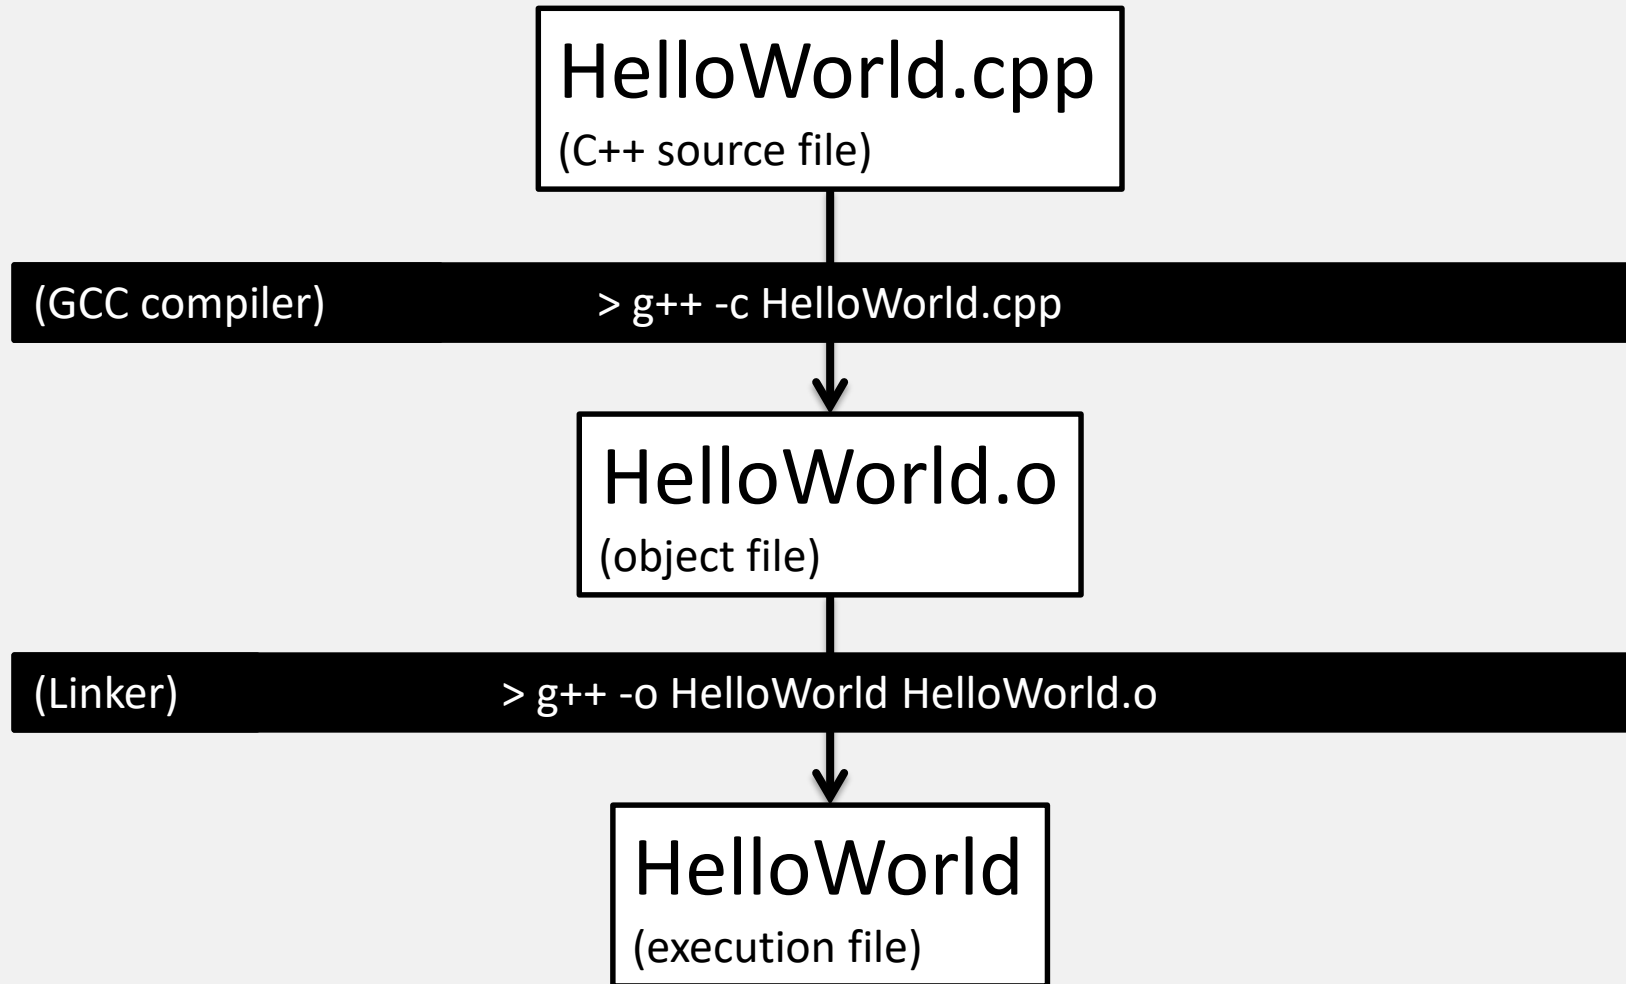 HelloWorld.cpp
(C++ source file)
(GCC compiler) > g++ -c HelloWorld.cpp
HelloWorld.o
(object file)
(Linker) > g++ -o HelloWorld HelloWorld.o
HelloWorld
(execution file)